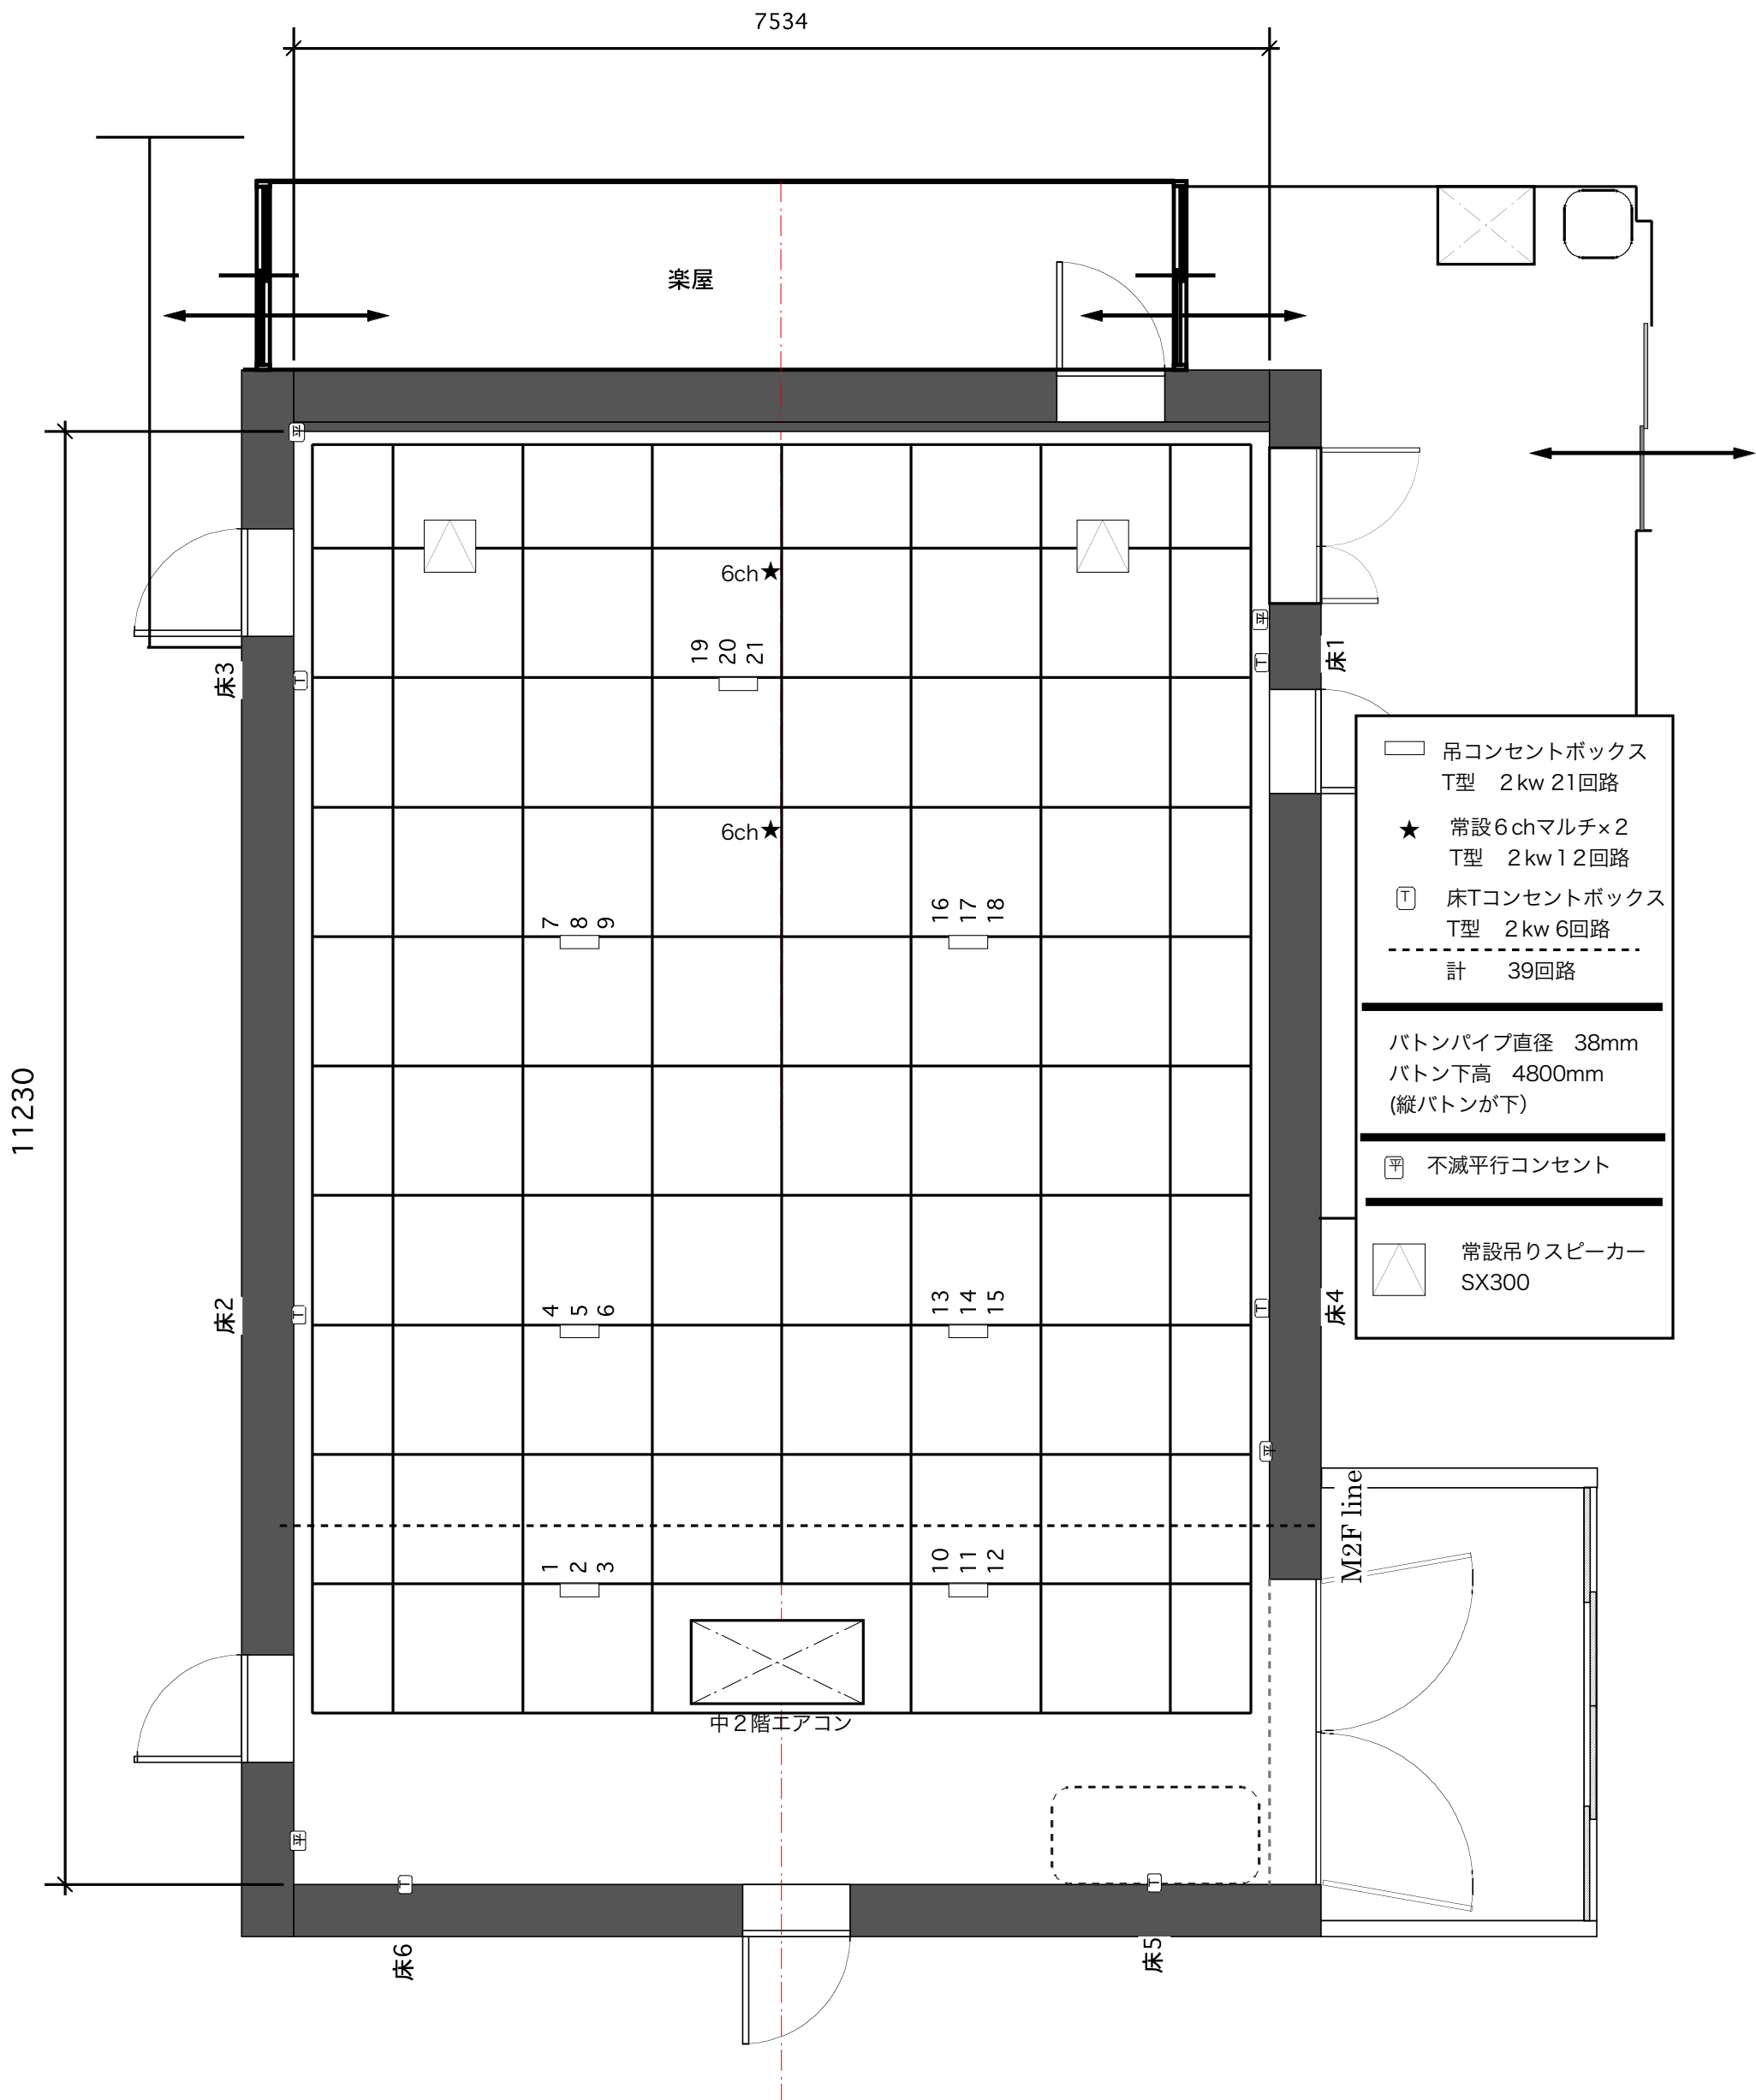 7534
楽屋
平
6ch★
19
20
21
平
T
床1
床3
T
6ch★
7
8
9
16
17
18
11230
4
5
6
13
14
15
床2
T
T
床4
平
M2F line
1
2
3
10
11
12
中２階エアコン
平
T
T
床6
床5
吊コンセントボックス
T型　２kw 21回路
★　常設６chマルチ×２
T型　２kw１２回路
T　床Tコンセントボックス
T型　２kw 6回路
計　　39回路
バトンパイプ直径　38mm
バトン下高　4800mm
(縦バトンが下）
平　不滅平行コンセント
常設吊りスピーカー
SX300